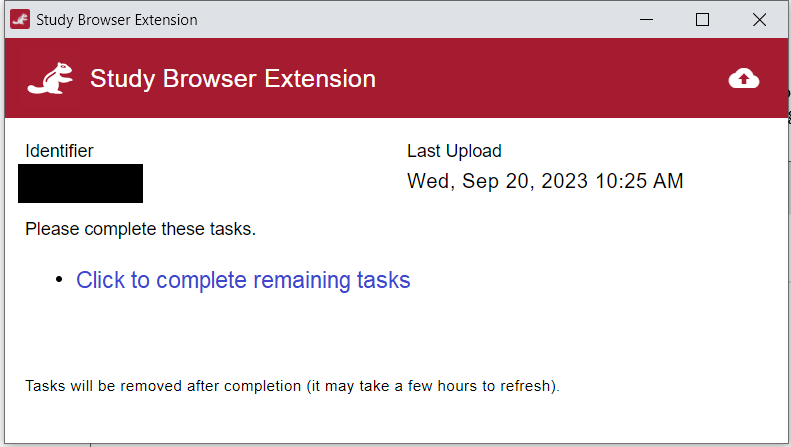 Study Browser Extension
Study Browser Extension
Identifier
Last Upload
Wed, Sep 20, 2023 10:25 AM
Please complete these tasks.
Click to complete remaining tasks
Tasks will be removed after completion (it may take a few hours to refresh).